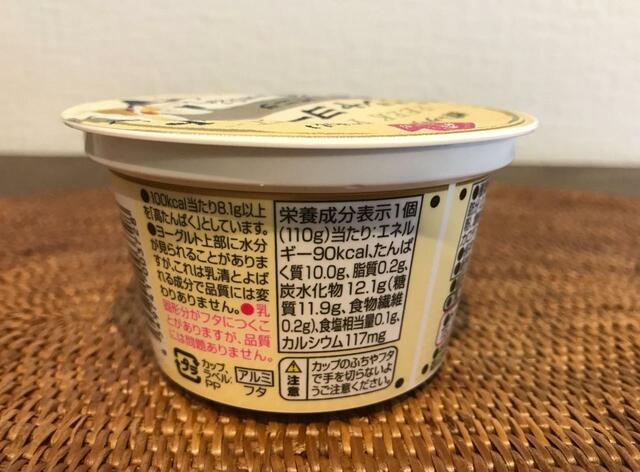 ●100kcal当たり8.1g以上
を「高たんぱく」としています。
●ヨーグルト上部に水分
が見られることがありま
すが、これは乳清とよば
れる成分で品質には変
わりありません。●乳
固形分がフタにつくこ
とがありますが、品質
には問題ありません。
プラ
カップ
ラベル:
PP
アルミ
フタ
栄養成分表示1個
(110g)当たり:エネル
ギー90kcal、たんぱ
く質10.0g、脂質0.2g、
炭水化物 12.1g(糖
質11.9g、食物繊維
0.2g)、食塩相当量0.1g、
カルシウム117mg
注意
カップのふちやフタ
で手を切らないよう
ご注意ください。